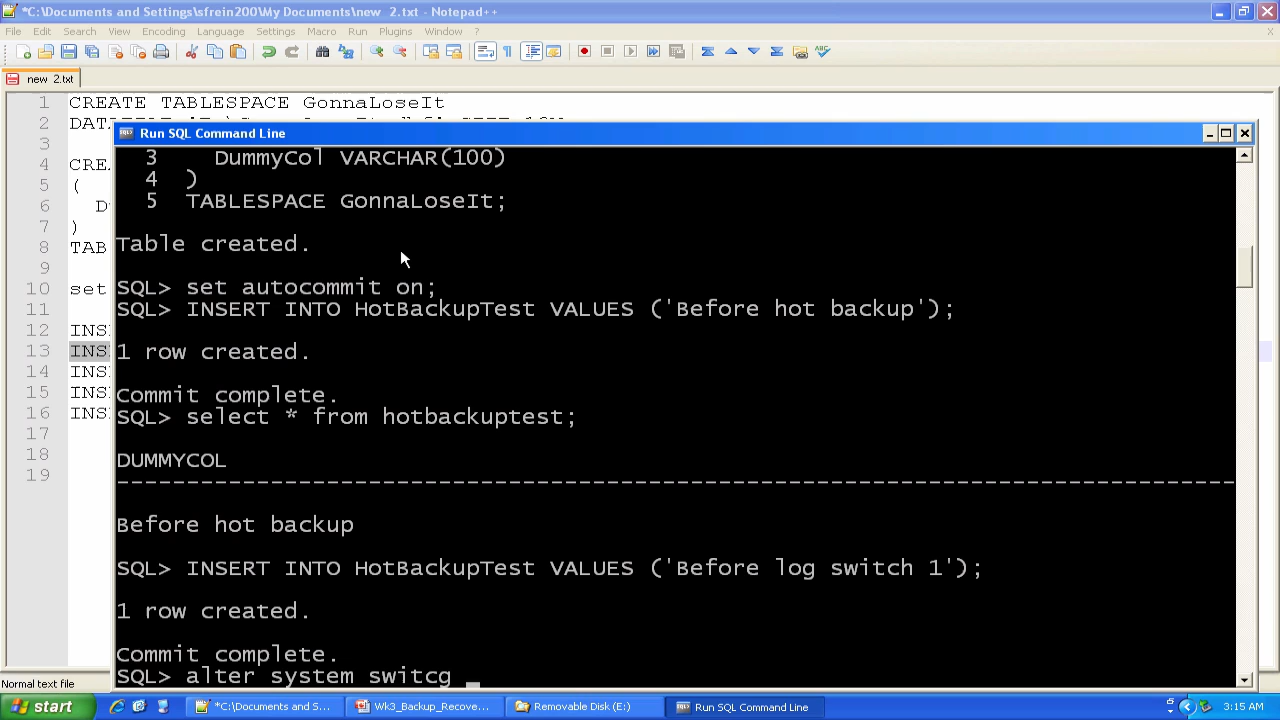 *C:\Documents and Settings\sfrein200\My Documents\new 2.txt - Notepad++
File Edit Search View Encoding Language Settings Macro Run Plugins Window ? X
new 2.txt
1 CREATE TABLESPACE GonnaLoseIt
2
3
4 CREA
5 (
6 D
7 )
8 TAB
9
10 set
11
12 INS
13 INS
14 INS
15 INS
16 INS
17
18
19
Run SQL Command Line
3 DummyCol VARCHAR(100)
4 )
5 TABLESPACE GonnaLoseIt;
Table created.
SQL> set autocommit on;
SQL> INSERT INTO HotBackupTest VALUES ('Before hot backup');
1 row created.
Commit complete.
SQL> select * from hotbackuptest;
DUMMYCOL
--------------------------------------------------------------------------------
Before hot backup
SQL> INSERT INTO HotBackupTest VALUES ('Before log switch 1');
1 row created.
Commit complete.
SQL> alter system switcg _
Normal text file
start *C:\Documents and S... Wk3_Backup_Recove... Removable Disk (E:) Run SQL Command Line 3:15 AM